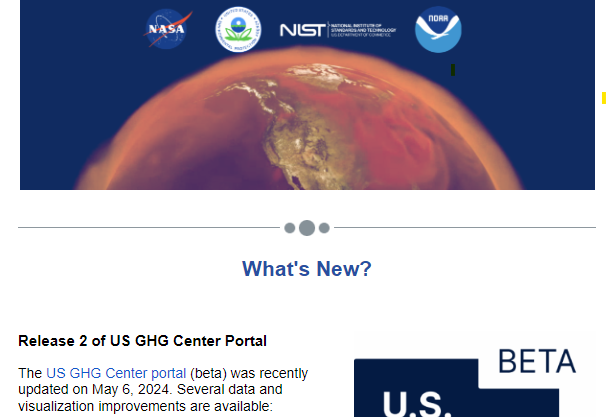 NASA
NIST NATIONAL INSTITUTE OF
STANDARDS AND TECHNOLOGY
U.S. DEPARTMENT OF COMMERCE
NOAA
What's New?
Release 2 of US GHG Center Portal
The US GHG Center portal (beta) was recently
updated on May 6, 2024. Several data and
visualization improvements are available:
BETA
U.S.